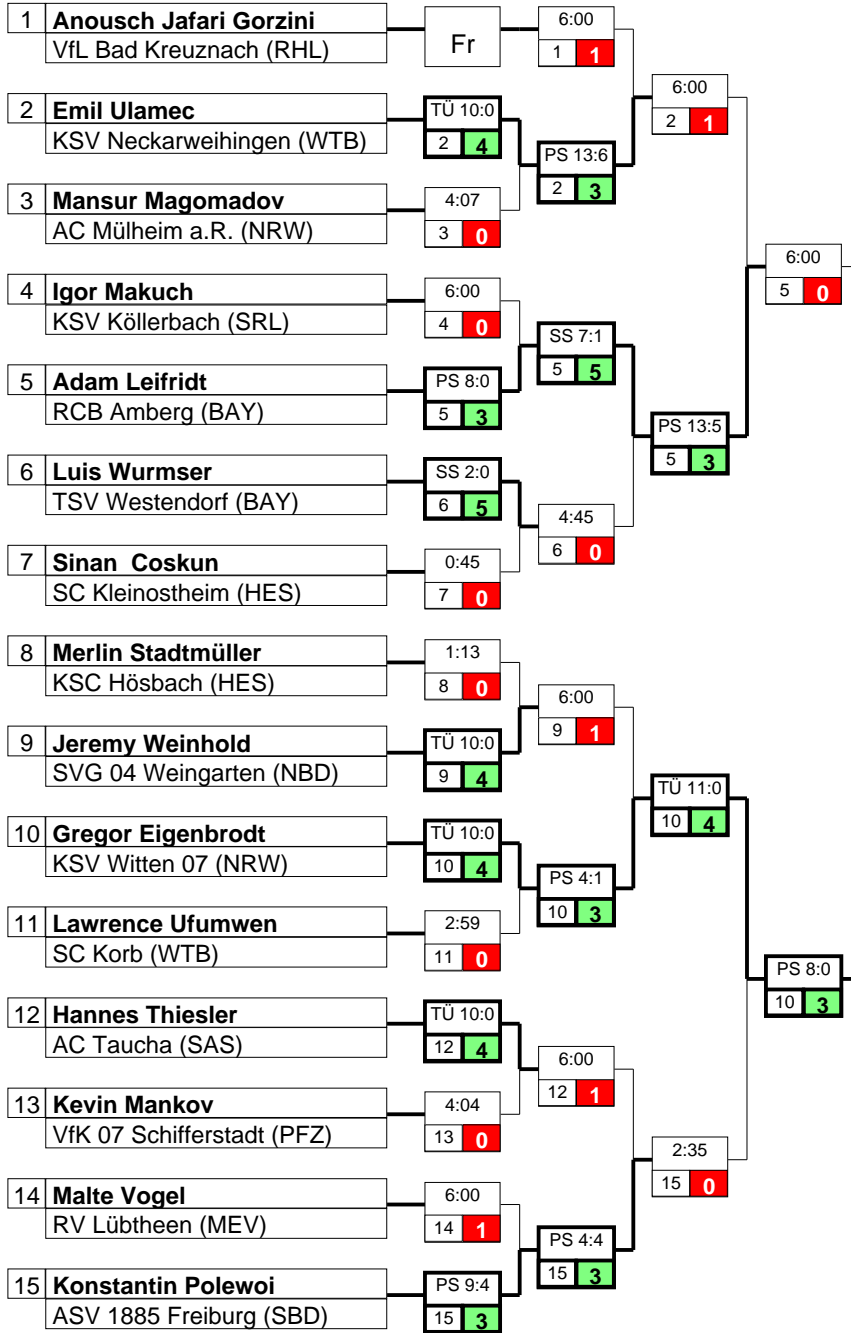 1 Anousch Jafari Gorzini
VfL Bad Kreuznach (RHL)
Fr
6:00
1 1
6:00
2 1
2 Emil Ulamec
KSV Neckarweihingen (WTB)
TÜ 10:0
2 4
PS 13:6
2 3
3 Mansur Magomadov
AC Mülheim a.R. (NRW)
4:07
3 0
6:00
5 0
4 Igor Makuch
KSV Köllerbach (SRL)
6:00
4 0
SS 7:1
5 5
5 Adam Leifridt
RCB Amberg (BAY)
PS 8:0
5 3
PS 13:5
5 3
6 Luis Wurmser
TSV Westendorf (BAY)
SS 2:0
6 5
4:45
6 0
7 Sinan  Coskun
SC Kleinostheim (HES)
0:45
7 0
8 Merlin Stadtmüller
KSC Hösbach (HES)
1:13
8 0
6:00
9 1
9 Jeremy Weinhold
SVG 04 Weingarten (NBD)
TÜ 10:0
9 4
TÜ 11:0
10 4
10 Gregor Eigenbrodt
KSV Witten 07 (NRW)
TÜ 10:0
10 4
PS 4:1
10 3
11 Lawrence Ufumwen
SC Korb (WTB)
2:59
11 0
PS 8:0
10 3
12 Hannes Thiesler
AC Taucha (SAS)
TÜ 10:0
12 4
6:00
12 1
13 Kevin Mankov
VfK 07 Schifferstadt (PFZ)
4:04
13 0
2:35
15 0
14 Malte Vogel
RV Lübtheen (MEV)
6:00
14 1
PS 4:4
15 3
15 Konstantin Polewoi
ASV 1885 Freiburg (SBD)
PS 9:4
15 3